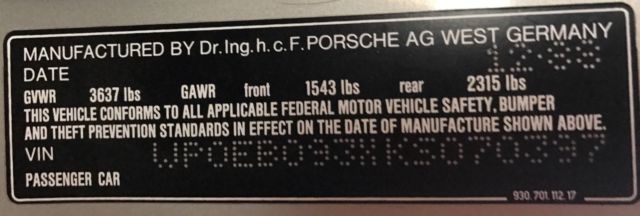 MANUFACTURED BY Dr. Ing. h. c. F. PORSCHE AG WEST GERMANY
DATE 12·88
GVWR 3637 lbs GAWR front 1543 lbs rear 2315 lbs
THIS VEHICLE CONFORMS TO ALL APPLICABLE FEDERAL MOTOR VEHICLE SAFETY, BUMPER
AND THEFT PREVENTION STANDARDS IN EFFECT ON THE DATE OF MANUFACTURE SHOWN ABOVE.
VIN
PASSENGER CAR
930. 701. 112. 17